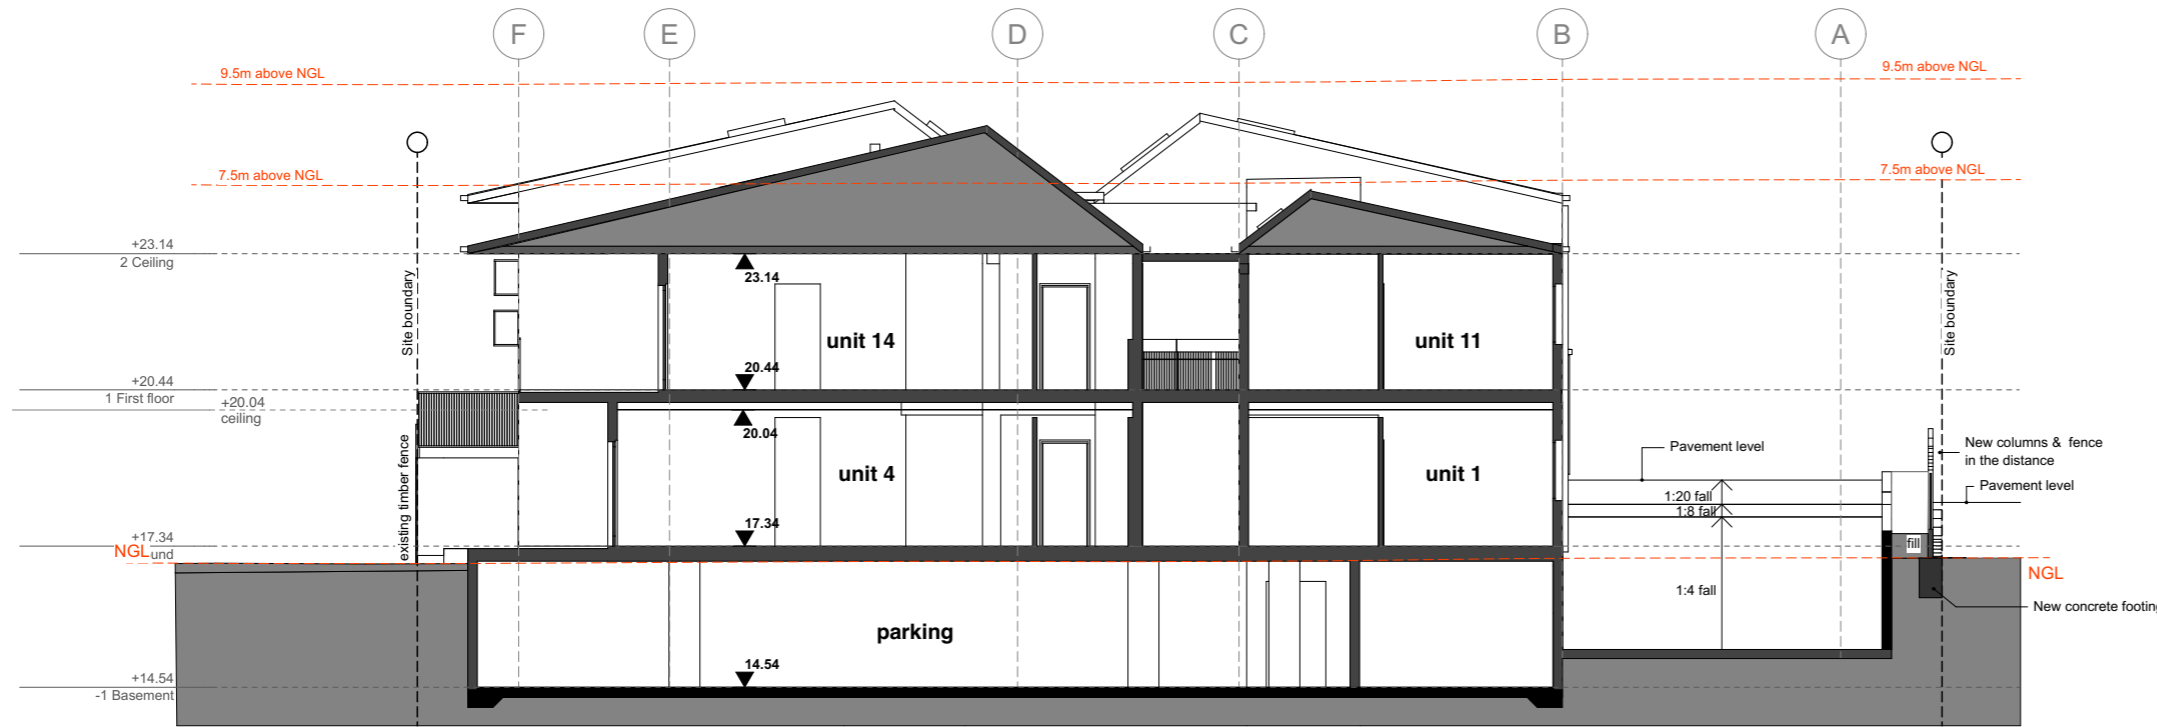 F
E
D
C
B
A
9.5m above NGL
9.5m above NGL
7.5m above NGL
7.5m above NGL
+23.14
2 Ceiling
23.14
Site boundary
Site boundary
unit 14
unit 11
20.44
+20.44
1 First floor
+20.04
ceiling
20.04
existing timber fence
unit 4
unit 1
Pavement level
New columns & fence
in the distance
Pavement level
1:20 fall
1:8 fall
17.34
+17.34
NGL und
fill
NGL
1:4 fall
New concrete footing
parking
14.54
+14.54
-1 Basement